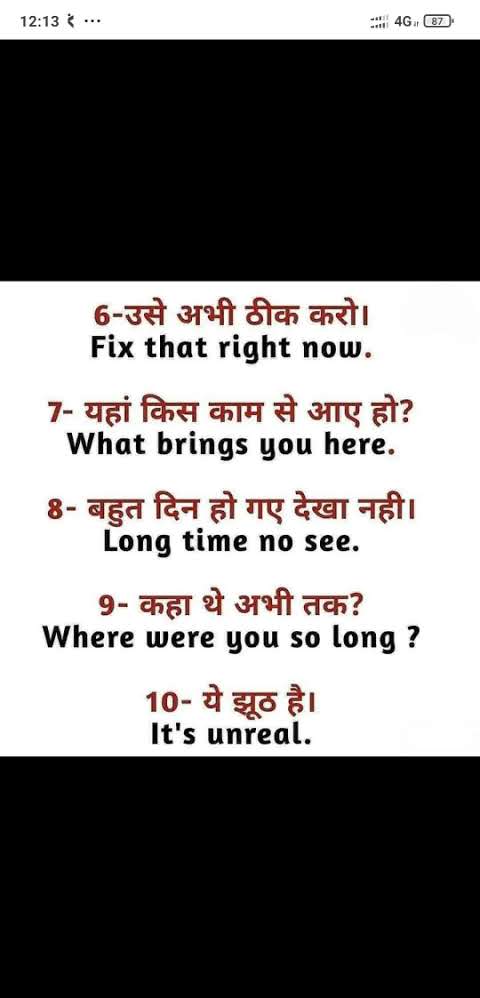 12:13
4G 87
6-उसे अभी ठीक करो।
Fix that right now.
7- यहां किस काम से आए हो?
What brings you here.
8- बहुत दिन हो गए देखा नही।
Long time no see.
9- कहा थे अभी तक?
Where were you so long ?
10- ये झूठ है।
It's unreal.